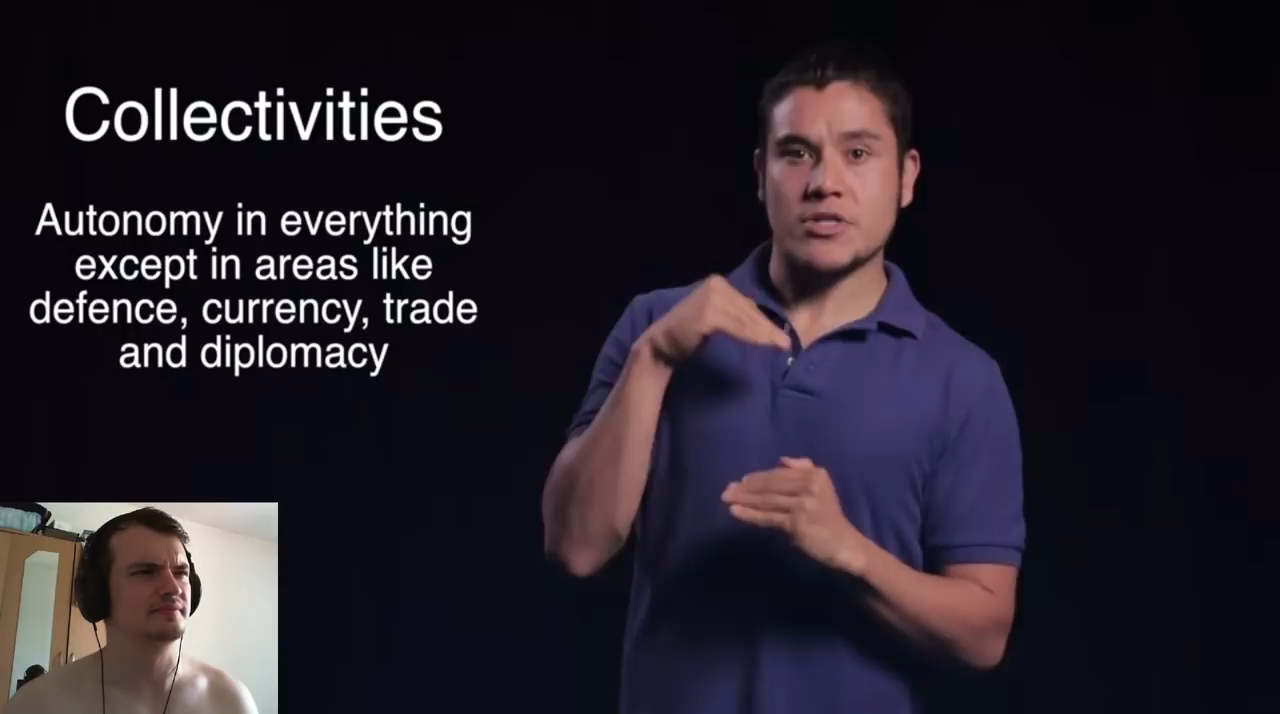 Collectivities
Autonomy in everything
except in areas like
defence, currency, trade
and diplomacy